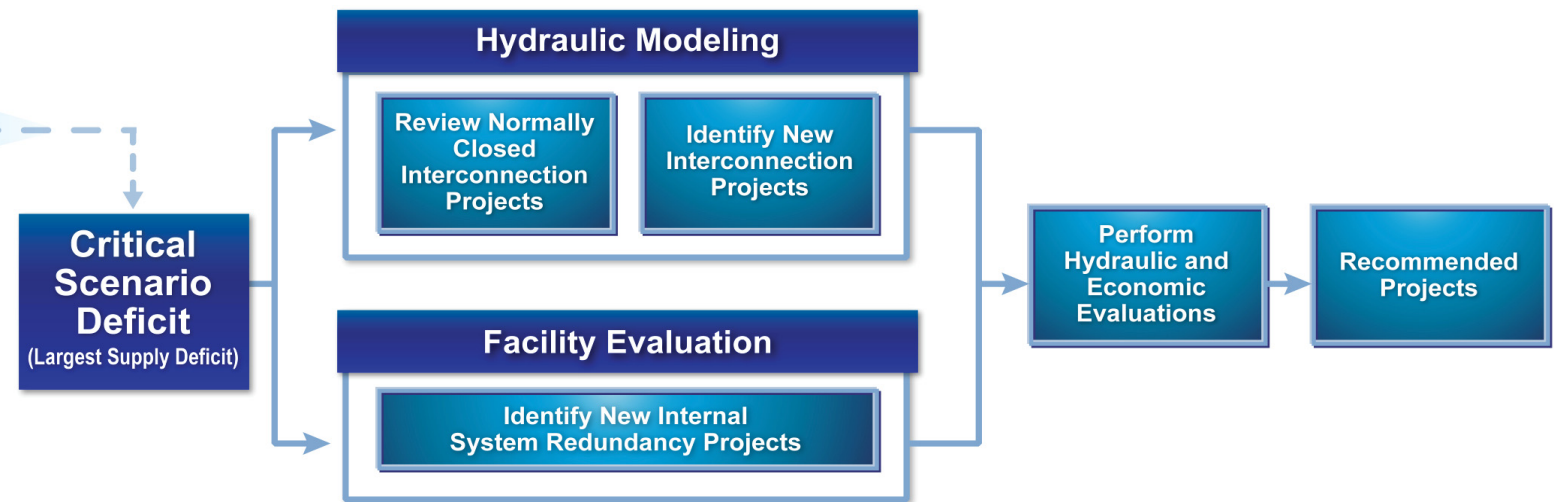 Critical
Scenario
Deficit
(Largest Supply Deficit)
Hydraulic Modeling
Review Normally
Closed
Interconnection
Projects
Identify New
Interconnection
Projects
Facility Evaluation
Identify New Internal
System Redundancy Projects
Perform
Hydraulic and
Economic
Evaluations
Recommended
Projects